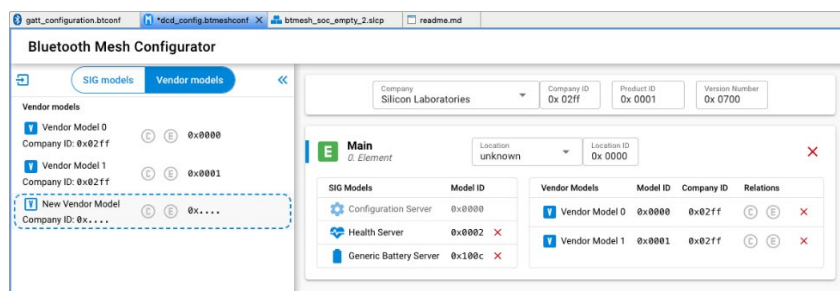 gatt_configuration.btconf
*dcd_config.btmeshconf
btmesh_soc_empty_2.slcp
readme.md
Bluetooth Mesh Configurator
SIG models
Vendor models
Vendor models
V Vendor Model 0 C E 0x0000
Company ID: 0x02ff
V Vendor Model 1 C E 0x0001
Company ID: 0x02ff
V New Vendor Model C E 0x....
Company ID: 0x....
Company
Silicon Laboratories
Company ID
0x 02ff
Product ID
0x 0001
Version Number
0x 0700
E Main
0. Element
Location
unknown
Location ID
0x 0000
SIG Models Model ID
Configuration Server 0x0000
Health Server 0x0002
Generic Battery Server 0x100c
Vendor Models Model ID Company ID Relations
V Vendor Model 0 0x0000 0x02ff C E
V Vendor Model 1 0x0001 0x02ff C E